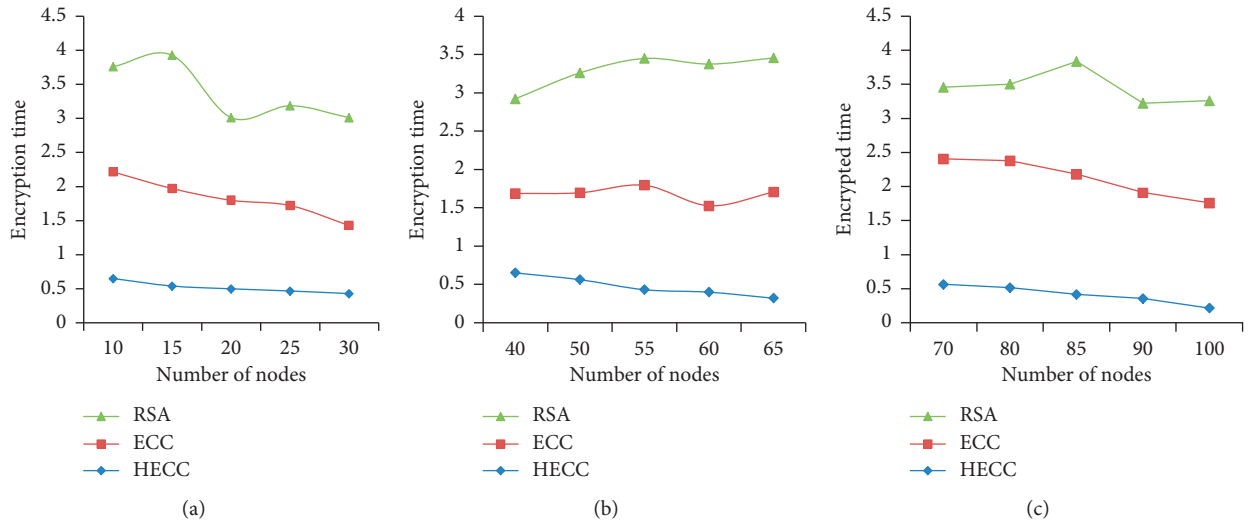 4.5
4
3.5
3
2.5
2
1.5
1
0.5
0
Encryption time
10 15 20 25 30
Number of nodes
RSA
ECC
HECC
(a)
4
3.5
3
2.5
2
1.5
1
0.5
0
Encryption time
40 50 55 60 65
Number of nodes
RSA
ECC
HECC
(b)
4.5
4
3.5
3
2.5
2
1.5
1
0.5
0
Encrypted time
70 80 85 90 100
Number of nodes
RSA
ECC
HECC
(c)